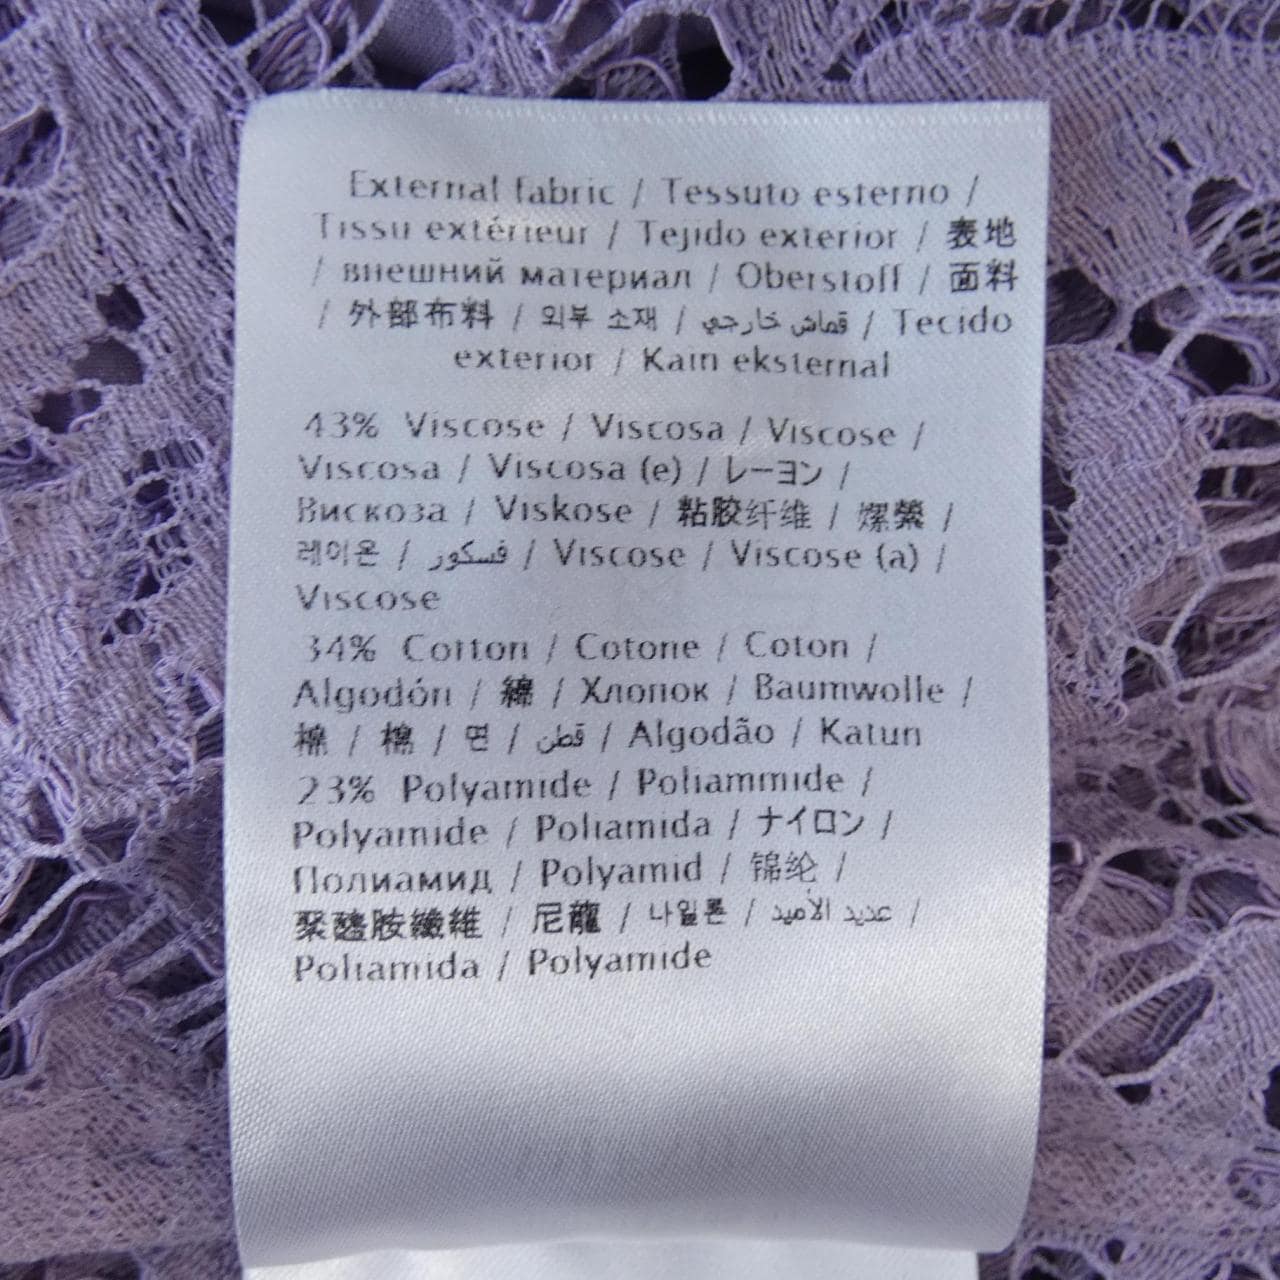 External fabric / Tessuto esterno /
Tissu extérieur / Tejido exterior / 表地
/ внешний материал / Oberstoff / 面料
/ 外部布料 / 외부 소재 / قماش خارجي / Tecido
exterior / Kain eksternal
43% Viscose / Viscosa / Viscose /
Viscosa / Viscosa (e) / レーヨン /
Вискоза / Viskose / 粘胶纤维 / 嫘縈 /
레이온 / فسكوز / Viscose / Viscose (a) /
Viscose
34% Cotton / Cotone / Coton /
Algodón / 綿 / Хлопок / Baumwolle /
棉 / 棉 / 면 / قطن / Algodão / Katun
23% Polyamide / Poliammide /
Polyamide / Poliamida / ナイロン /
Полиамид / Polyamid / 锦纶 /
聚醯胺纖維 / 尼龍 / 나일론 / عديد الأميد /
Poliamida / Polyamide